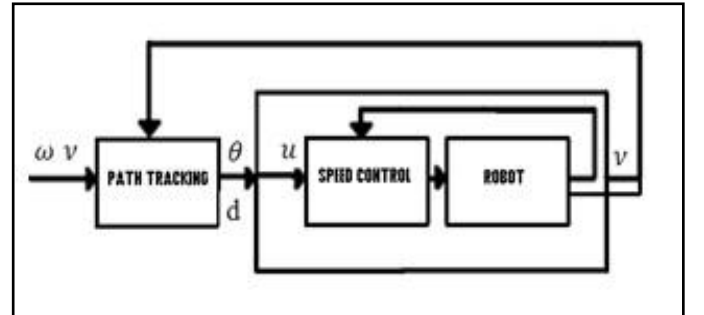 ω v
PATH TRACKING
θ
d
u
SPEED CONTROL
ROBOT
v